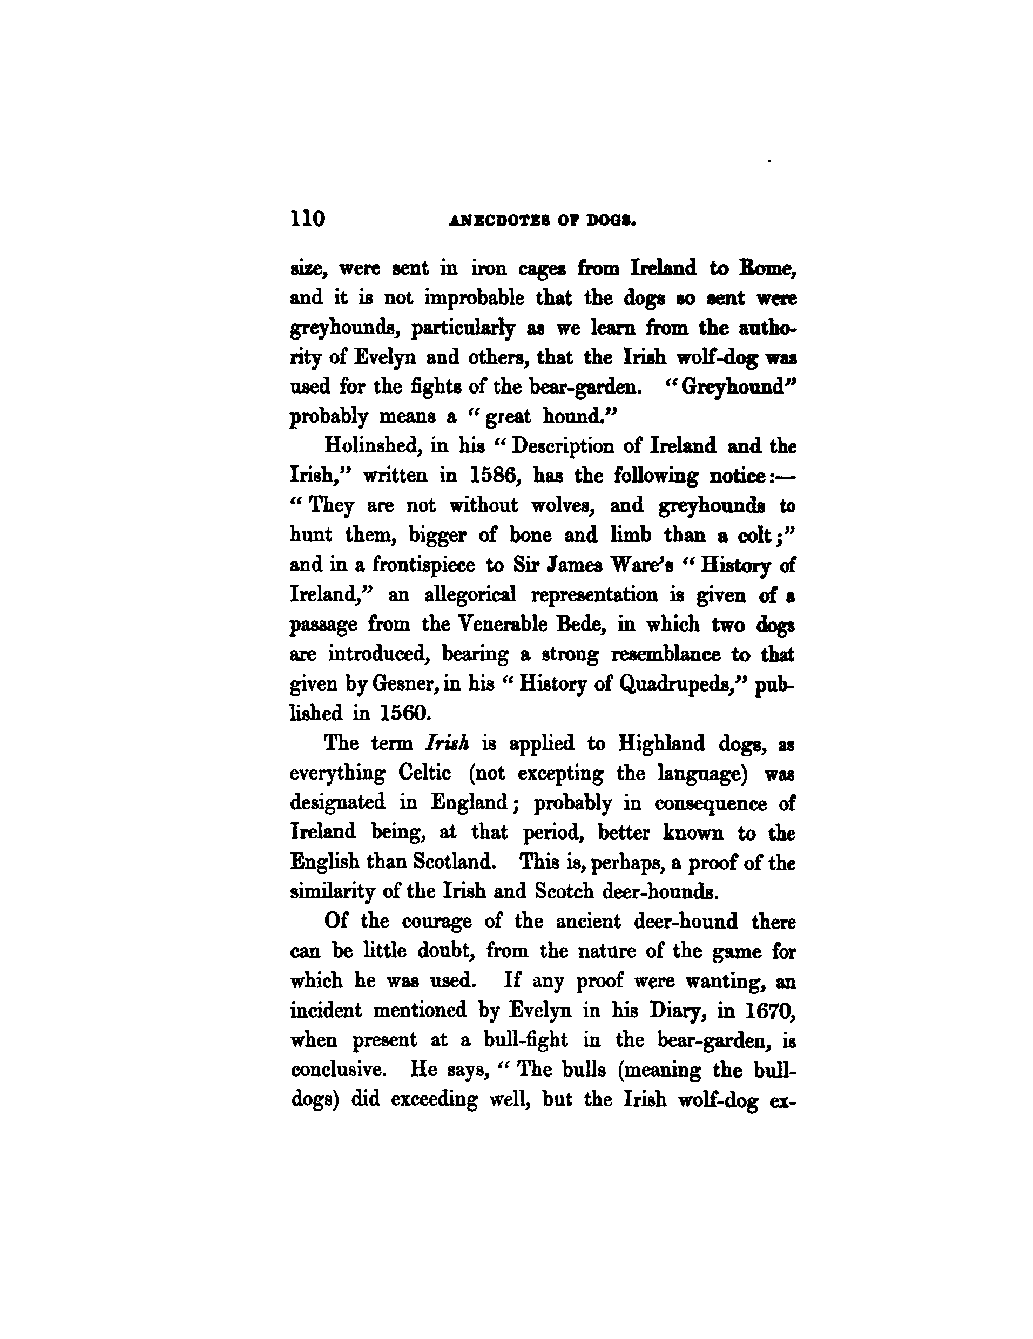 110 ANECDOTES OF DOGS.
size, were sent in iron cages from Ireland to Rome,
and it is not improbable that the dogs so sent were
greyhounds, particularly as we learn from the autho-
rity of Evelyn and others, that the Irish wolf-dog was
used for the fights of the bear-garden. "Greyhound"
probably means a "great hound."
Holinshed, in his "Description of Ireland and the
Irish," written in 1586, has the following notice:—
"They are not without wolves, and greyhounds to
hunt them, bigger of bone and limb than a colt;"
and in a frontispiece to Sir James Ware's "History of
Ireland," an allegorical representation is given of a
passage from the Venerable Bede, in which two dogs
are introduced, bearing a strong resemblance to that
given by Gesner, in his "History of Quadrupeds," pub-
lished in 1560.
The term Irish is applied to Highland dogs, as
everything Celtic (not excepting the language) was
designated in England; probably in consequence of
Ireland being, at that period, better known to the
English than Scotland. This is, perhaps, a proof of the
similarity of the Irish and Scotch deer-hounds.
Of the courage of the ancient deer-hound there
can be little doubt, from the nature of the game for
which he was used. If any proof were wanting, an
incident mentioned by Evelyn in his Diary, in 1670,
when present at a bull-fight in the bear-garden, is
conclusive. He says, "The bulls (meaning the bull-
dogs) did exceeding well, but the Irish wolf-dog ex-